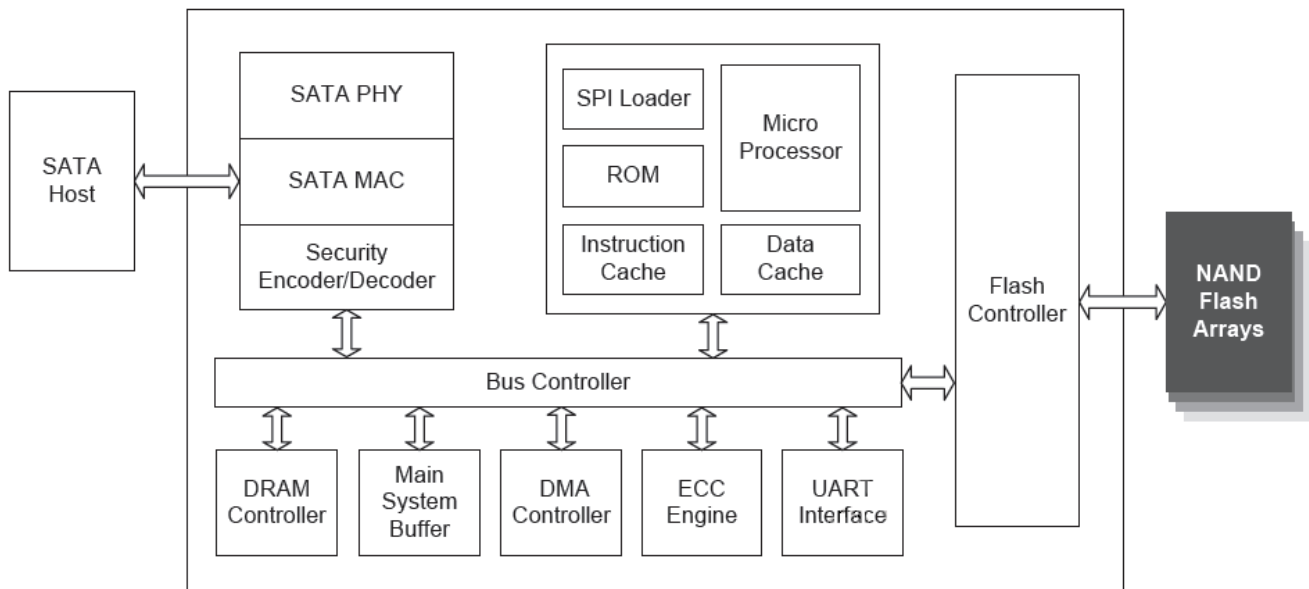 SATA
Host
SATA PHY
SATA MAC
Security
Encoder/Decoder
SPI Loader
ROM
Instruction
Cache
Micro
Processor
Data
Cache
Flash
Controller
NAND
Flash
Arrays
Bus Controller
DRAM
Controller
Main
System
Buffer
DMA
Controller
ECC
Engine
UART
Interface